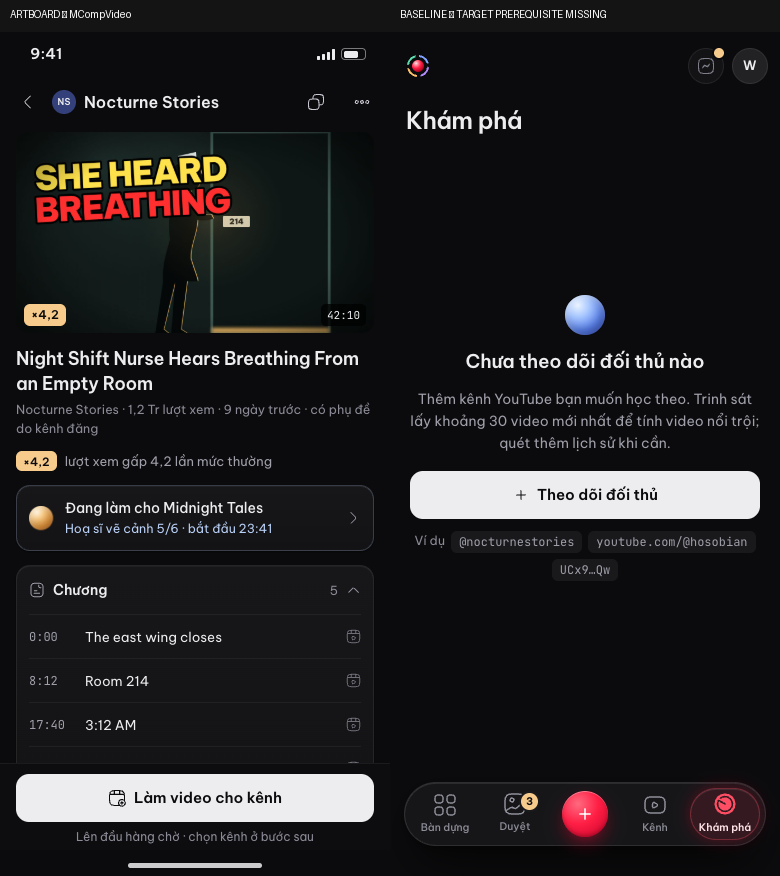 ARTBOARD MCompVideo
9:41
NS Nocturne Stories
SHE HEARD
BREATHING
214
×4,2
42:10
Night Shift Nurse Hears Breathing From
an Empty Room
Nocturne Stories · 1,2 Tr lượt xem · 9 ngày trước · có phụ đề
do kênh đăng
×4,2 lượt xem gấp 4,2 lần mức thường
Đang làm cho Midnight Tales
Hoạ sĩ vẽ cảnh 5/6 · bắt đầu 23:41
Chương 5
0:00 The east wing closes
8:12 Room 214
17:40 3:12 AM
Làm video cho kênh
Lên đầu hàng chờ · chọn kênh ở bước sau
BASELINE TARGET PREREQUISITE MISSING
W
Khám phá
Chưa theo dõi đối thủ nào
Thêm kênh YouTube bạn muốn học theo. Trinh sát
lấy khoảng 30 video mới nhất để tính video nổi trội;
quét thêm lịch sử khi cần.
+ Theo dõi đối thủ
Ví dụ @nocturnestories youtube.com/@hosobian
UCx9…Qw
3
Bàn dựng Duyệt + Kênh Khám phá